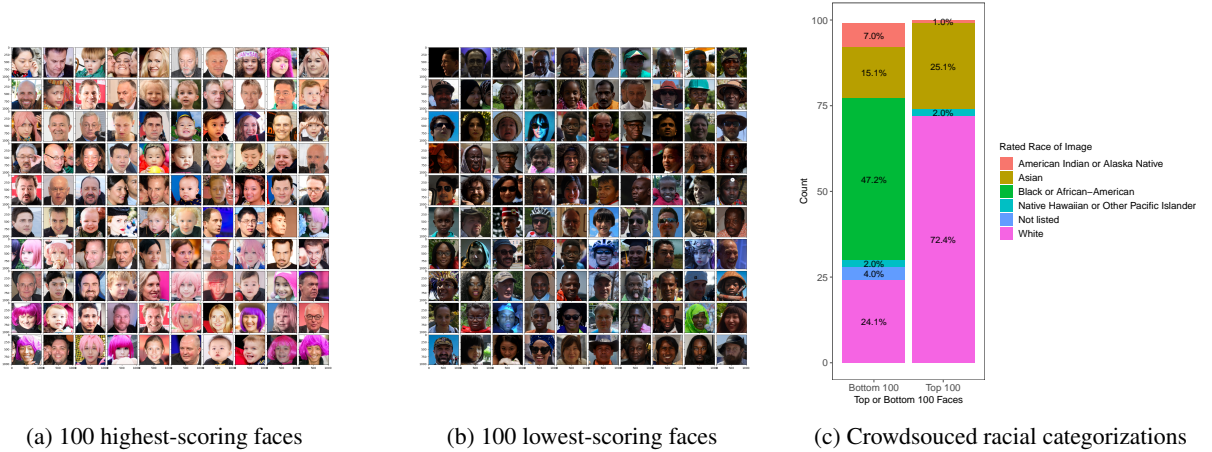 100
1.0%
7.0%
15.1%
25.1%
75
2.0%
Rated Race of Image
American Indian or Alaska Native
Asian
Black or African−American
Native Hawaiian or Other Pacific Islander
Not listed
White
Count
50
47.2%
72.4%
25
2.0%
4.0%
24.1%
0
Bottom 100
Top 100
Top or Bottom 100 Faces
(a) 100 highest-scoring faces
(b) 100 lowest-scoring faces
(c) Crowdsouced racial categorizations